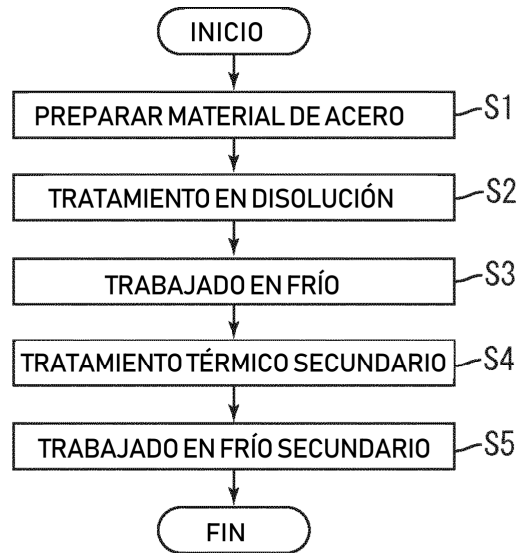 INICIO
PREPARAR MATERIAL DE ACERO
S1
TRATAMIENTO EN DISOLUCIÓN
S2
TRABAJADO EN FRÍO
S3
TRATAMIENTO TÉRMICO SECUNDARIO
S4
TRABAJADO EN FRÍO SECUNDARIO
S5
FIN